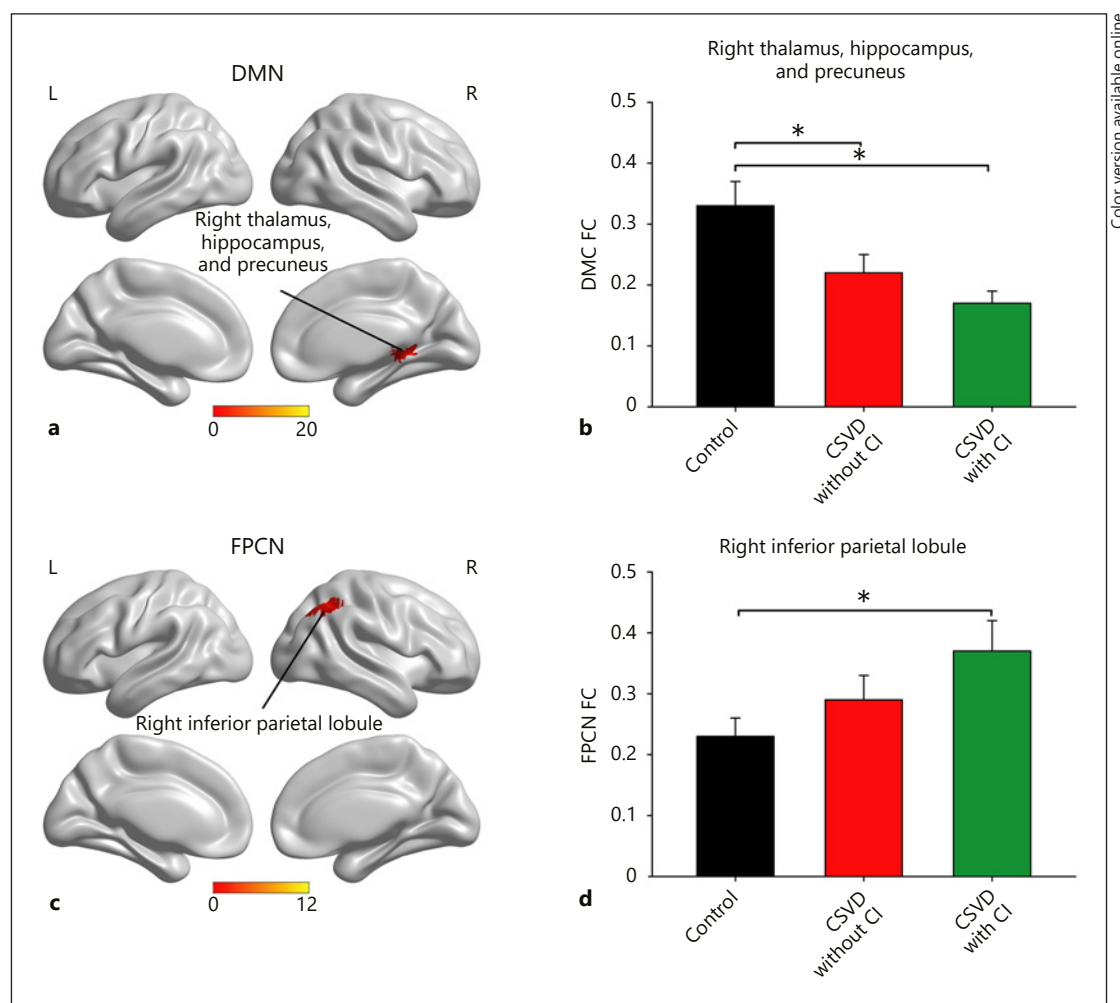 Color version available online
DMN
L
R
Right thalamus,
hippocampus,
and precuneus
0
20
a
Right thalamus, hippocampus,
and precuneus
DMC FC
0.5
0.4
0.3
0.2
0.1
0
*
*
Control
CSVD
without CI
CSVD
with CI
b
FPCN
L
R
Right inferior parietal lobule
0
12
c
Right inferior parietal lobule
FPCN FC
0.5
0.4
0.3
0.2
0.1
0
*
Control
CSVD
without CI
CSVD
with CI
d